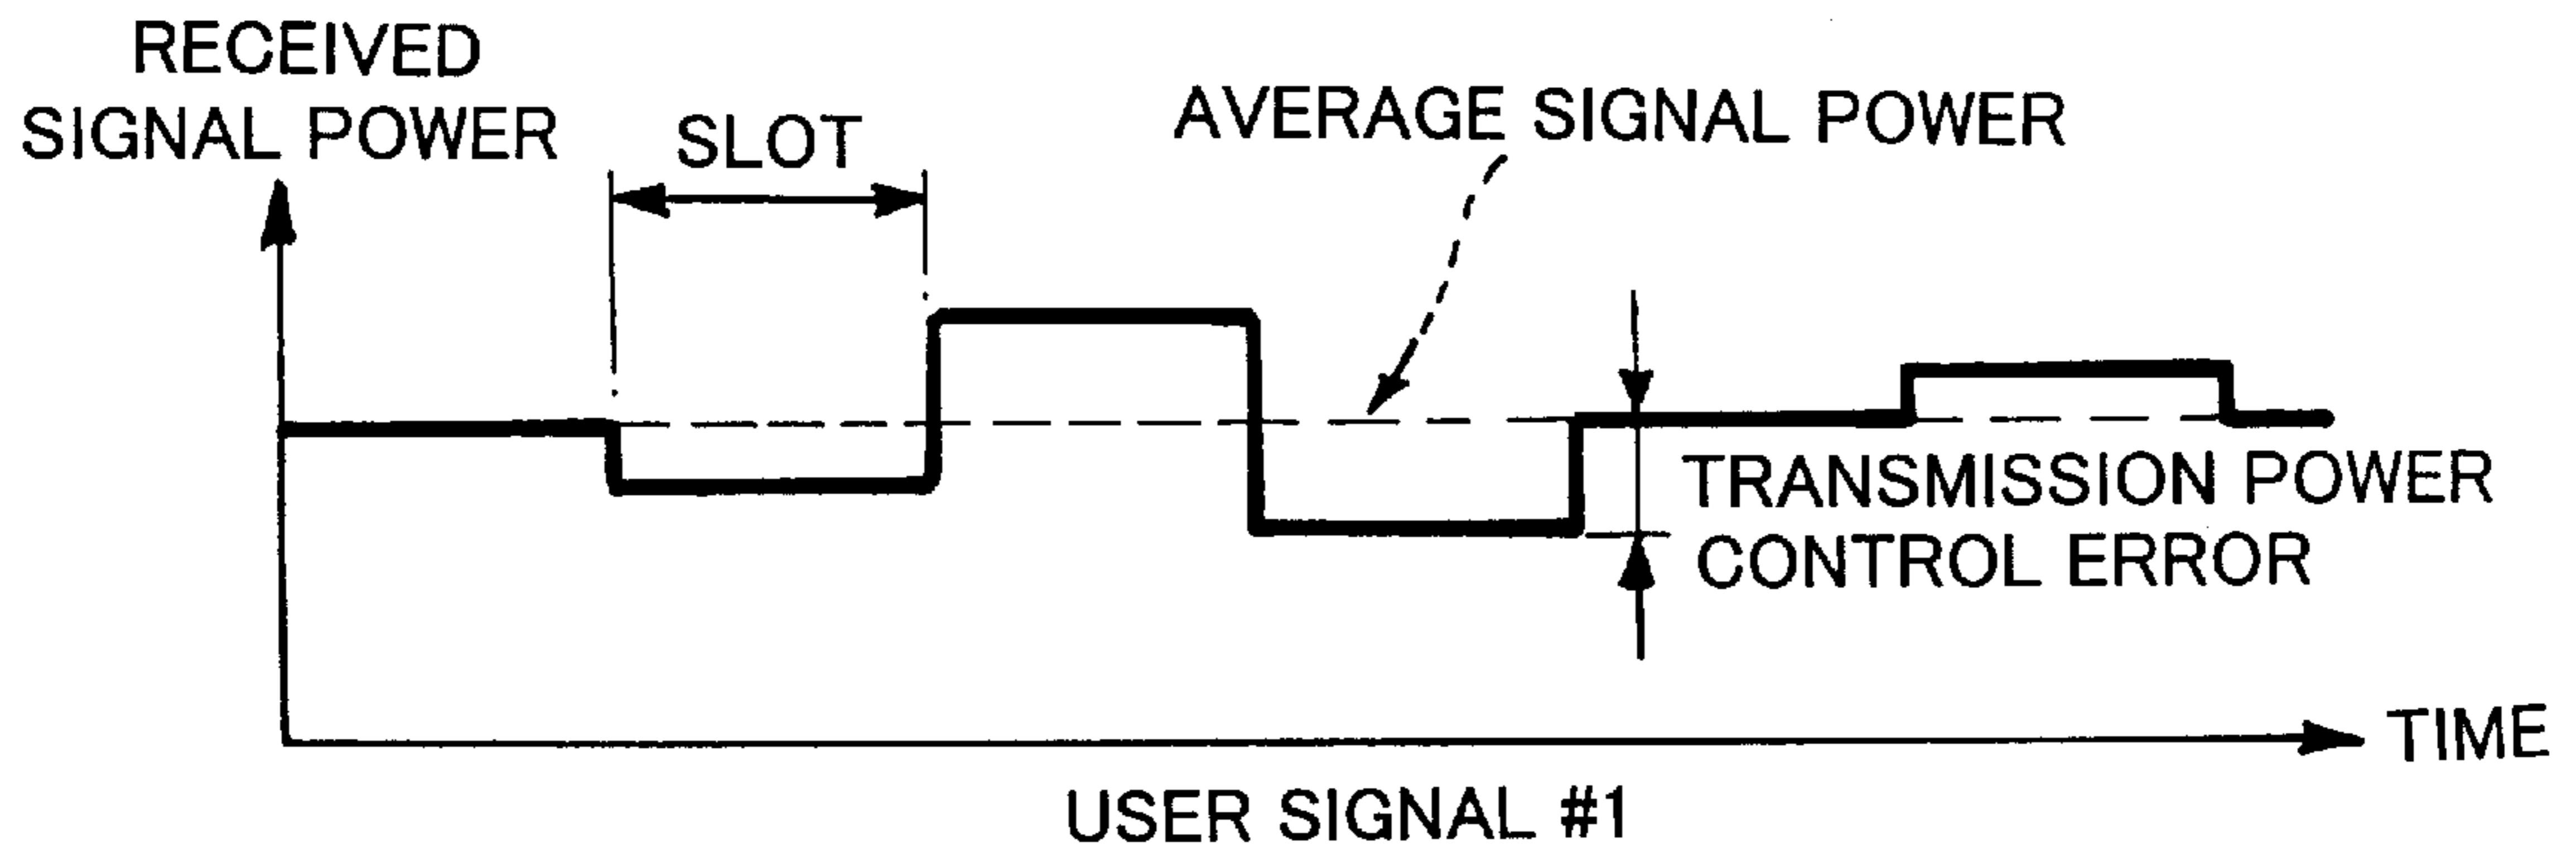 RECEIVED
SIGNAL POWER
SLOT
AVERAGE SIGNAL POWER
TRANSMISSION POWER
CONTROL ERROR
TIME
USER SIGNAL #1